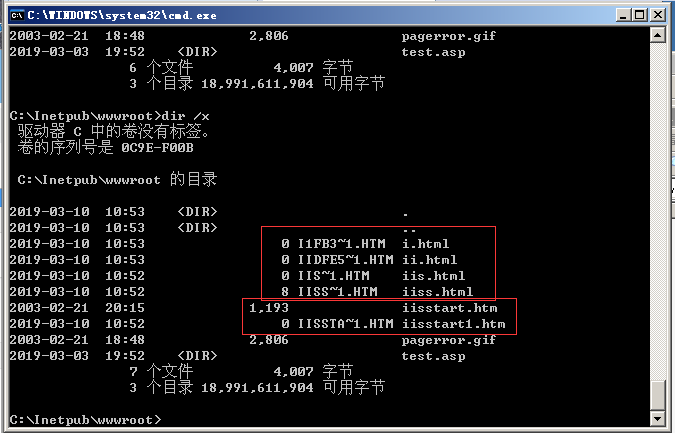 C:\WINDOWS\system32\cmd.exe
2003-02-21 18:48 2,806 pagerror.gif
2019-03-03 19:52 <DIR> test.asp
6 个文件 4,007 字节
3 个目录 18,991,611,904 可用字节
C:\Inetpub\wwwroot>dir /x
驱动器 C 中的卷没有标签。
卷的序列号是 0C9E-F00B
C:\Inetpub\wwwroot 的目录
2019-03-10 10:53 <DIR> .
2019-03-10 10:53 <DIR> ..
2019-03-10 10:53 0 I1FB3~1.HTM i.html
2019-03-10 10:53 0 IIDFE5~1.HTM ii.html
2019-03-10 10:52 0 IIS~1.HTM iis.html
2019-03-10 10:52 8 IISS~1.HTM iiss.html
2003-02-21 20:15 1,193 iisstart.htm
2019-03-10 10:52 0 IISSTA~1.HTM iisstart1.htm
2003-02-21 18:48 2,806 pagerror.gif
2019-03-03 19:52 <DIR> test.asp
7 个文件 4,007 字节
3 个目录 18,991,611,904 可用字节
C:\Inetpub\wwwroot>